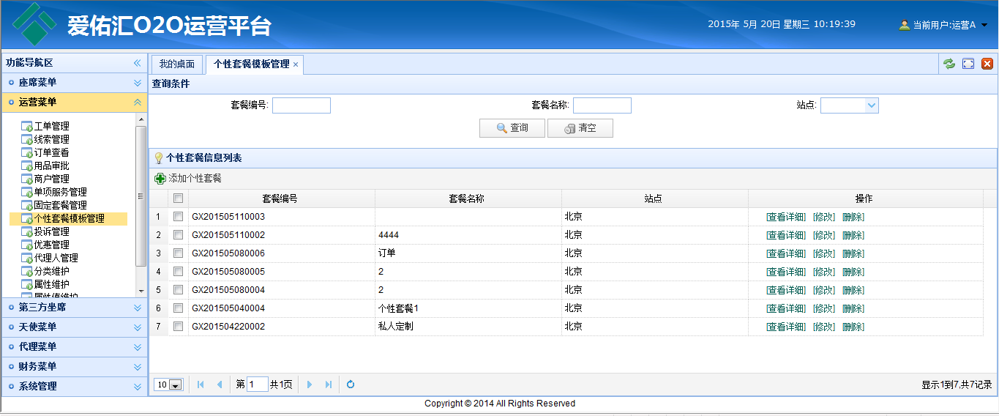 爱佑汇O2O运营平台
2015年 5月 20日 星期三 10:19:39
当前用户:运营A
功能导航区
座席菜单
运营菜单
工单管理
线索管理
订单查看
用品审批
商户管理
单项服务管理
固定套餐管理
个性套餐模板管理
投诉管理
优惠管理
代理人管理
分类维护
属性维护
属性值维护
第三方坐席
天使菜单
代理菜单
财务菜单
系统管理
我的桌面 个性套餐模板管理 ×
查询条件
套餐编号: 套餐名称: 站点:
查询 清空
个性套餐信息列表
添加个性套餐
套餐编号 套餐名称 站点 操作
1 GX201505110003 北京 [查看详细] [修改] [删除]
2 GX201505110002 4444 北京 [查看详细] [修改] [删除]
3 GX201505080006 订单 北京 [查看详细] [修改] [删除]
4 GX201505080005 2 北京 [查看详细] [修改] [删除]
5 GX201505080004 2 北京 [查看详细] [修改] [删除]
6 GX201505040004 个性套餐1 北京 [查看详细] [修改] [删除]
7 GX201504220002 私人定制 北京 [查看详细] [修改] [删除]
10 第 1 共1页 显示1到7,共7记录
Copyright © 2014 All Rights Reserved